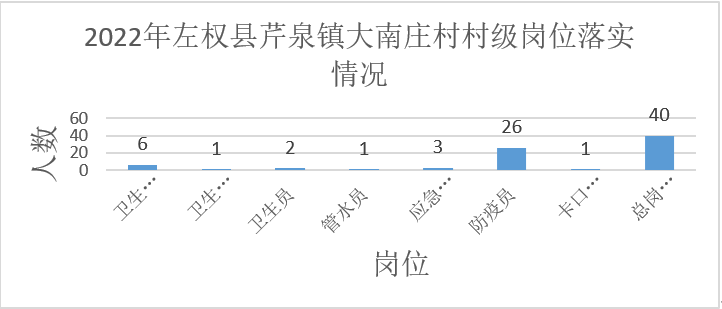 2022年左权县芹泉镇大南庄村村级岗位落实
情况
人数
60
40
20
0
6
1
2
1
3
26
1
40
卫生…
卫生…
卫生员
管水员
应急…
防疫员
卡口…
总岗…
岗位